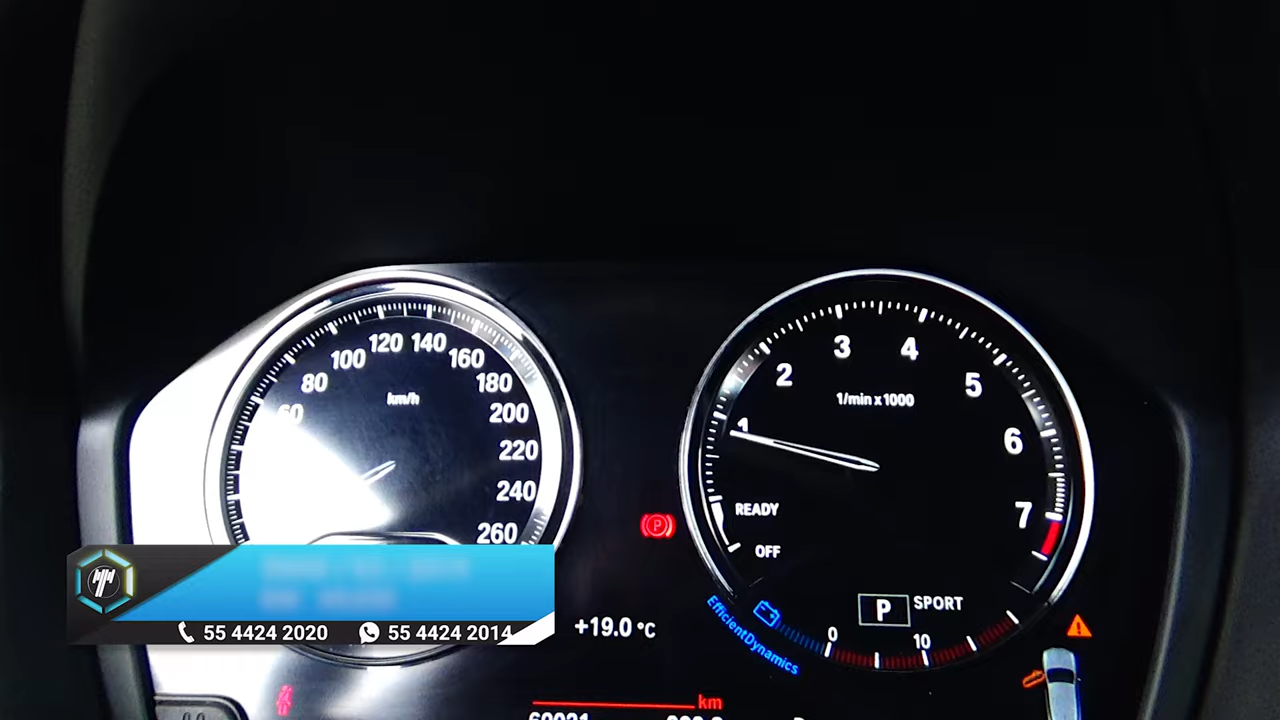 60
80
100
120
140
160
180
200
220
240
260
km/h
1
2
3
4
5
6
7
1/min x 1000
READY
OFF
P
P
SPORT
EfficientDynamics
0
10
+19.0 °C
km
55 4424 2020
55 4424 2014